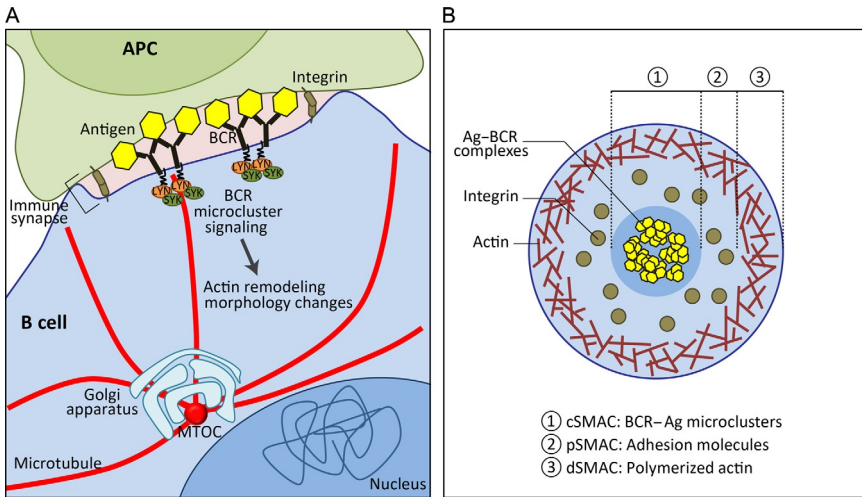 A
APC
Integrin
Antigen
BCR
LYN
LYN
SYK
SYK
LYN
LYN
SYK
SYK
Immune
synapse
BCR
microcluster
signaling
Actin remodeling
morphology changes
B cell
Golgi
apparatus
MTOC
Microtubule
Nucleus
B
① ② ③
Ag–BCR
complexes
Integrin
Actin
① cSMAC: BCR–Ag microclusters
② pSMAC: Adhesion molecules
③ dSMAC: Polymerized actin